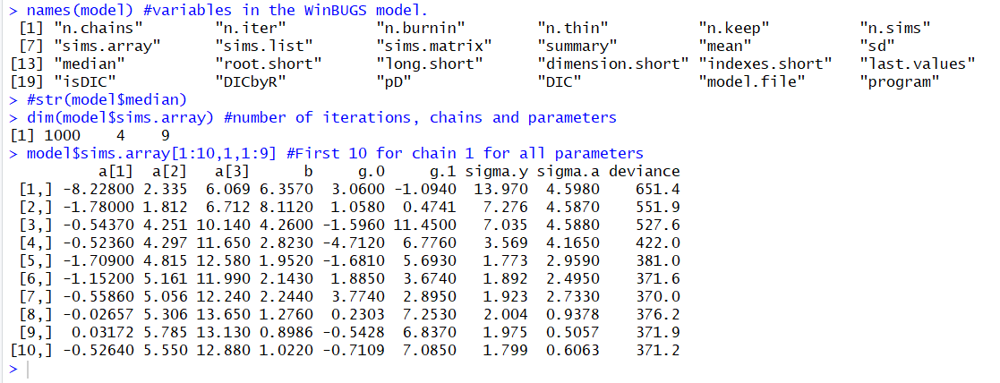 > names(model) #variables in the WinBUGS model.
 [1] "n.chains"        "n.iter"          "n.burnin"        "n.thin"          "n.keep"          "n.sims"
 [7] "sims.array"      "sims.list"       "sims.matrix"     "summary"         "mean"            "sd"
[13] "median"          "root.short"      "long.short"      "dimension.short" "indexes.short"   "last.values"
[19] "isDIC"           "DICbyR"          "pD"              "DIC"             "model.file"      "program"
> #str(model$median)
> dim(model$sims.array) #number of iterations, chains and parameters
[1] 1000    4    9
> model$sims.array[1:10,1,1:9] #First 10 for chain 1 for all parameters
          a[1]  a[2]   a[3]      b     g.0     g.1 sigma.y sigma.a deviance
 [1,] -8.22800 2.335  6.069 6.3570  3.0600 -1.0940  13.970  4.5980    651.4
 [2,] -1.78000 1.812  6.712 8.1120  1.0580  0.4741   7.276  4.5870    551.9
 [3,] -0.54370 4.251 10.140 4.2600 -1.5960 11.4500   7.035  4.5880    527.6
 [4,] -0.52360 4.297 11.650 2.8230 -4.7120  6.7760   3.569  4.1650    422.0
 [5,] -1.70900 4.815 12.580 1.9520 -1.6810  5.6930   1.773  2.9590    381.0
 [6,] -1.15200 5.161 11.990 2.1430  1.8850  3.6740   1.892  2.4950    371.6
 [7,] -0.55860 5.056 12.240 2.2440  3.7740  2.8950   1.923  2.7330    370.0
 [8,] -0.02657 5.306 13.650 1.2760  0.2303  7.2530   2.004  0.9378    376.2
 [9,]  0.03172 5.785 13.130 0.8986 -0.5428  6.8370   1.975  0.5057    371.9
[10,] -0.52640 5.550 12.880 1.0220 -0.7109  7.0850   1.799  0.6063    371.2
>